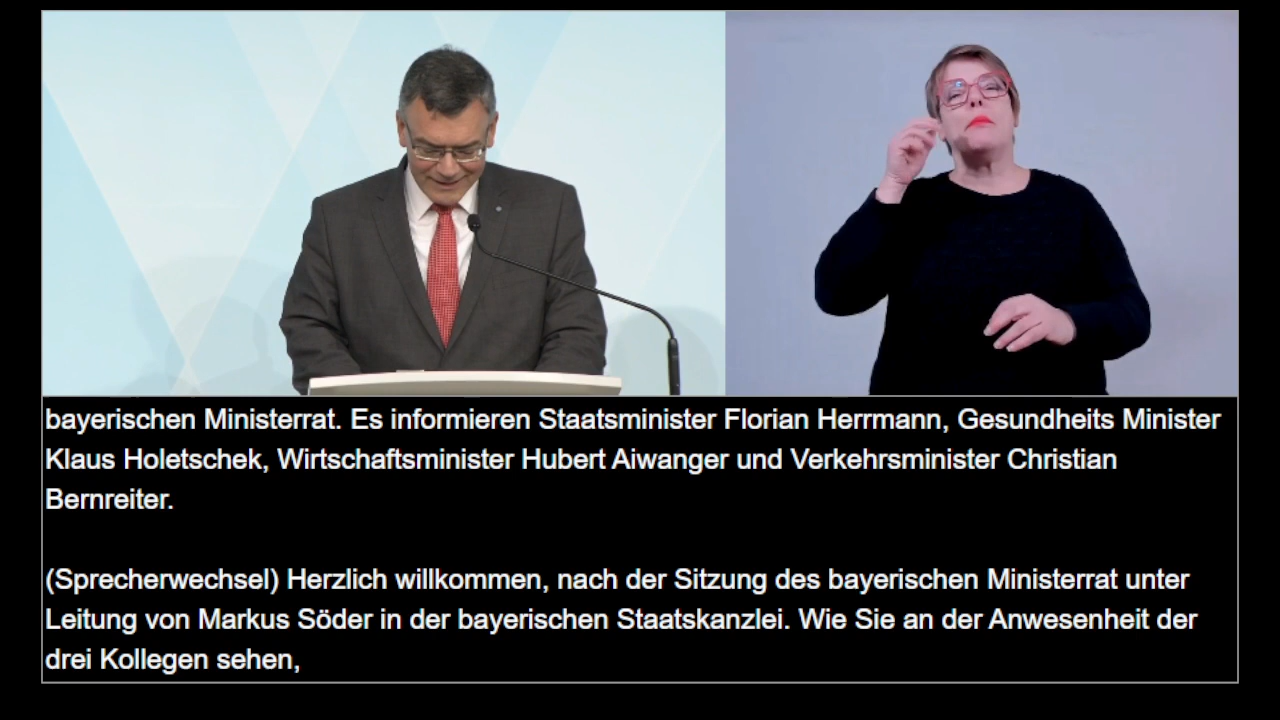 bayerischen Ministerrat. Es informieren Staatsminister Florian Herrmann, Gesundheits Minister
Klaus Holetschek, Wirtschaftsminister Hubert Aiwanger und Verkehrsminister Christian
Bernreiter.
(Sprecherwechsel) Herzlich willkommen, nach der Sitzung des bayerischen Ministerrat unter
Leitung von Markus Söder in der bayerischen Staatskanzlei. Wie Sie an der Anwesenheit der
drei Kollegen sehen,